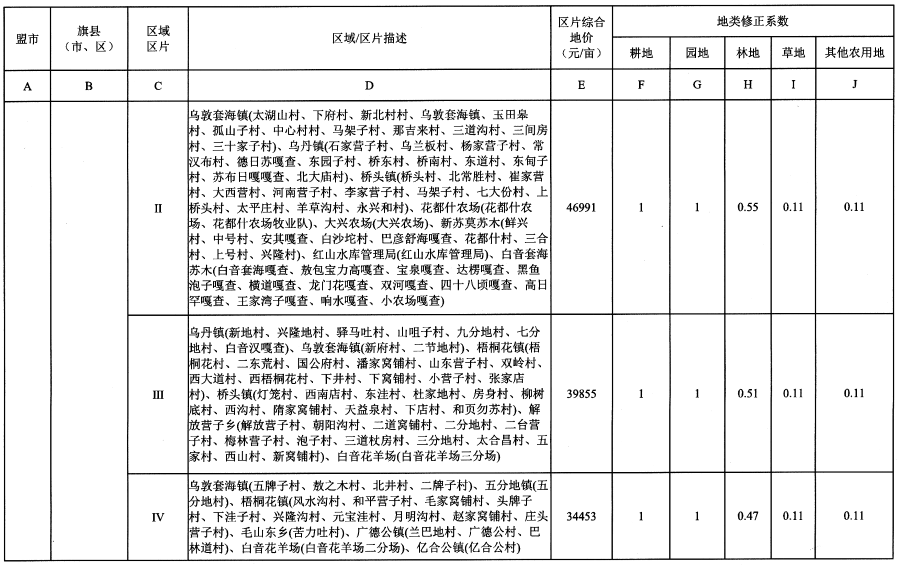 盟市
旗县
(市、区)
区域
区片
区域/区片描述
区片综合
地价
(元/亩)
地类修正系数
耕地
园地
林地
草地
其他农用地
A
B
C
D
E
F
G
H
I
J
II
乌敦套海镇(太湖山村、下府村、新北村村、乌敦套海镇、玉田皋
村、孤山子村、中心村村、马架子村、那吉来村、三道沟村、三间房
村、三十家子村)、乌丹镇(石家营子村、乌兰板村、杨家营子村、常
汉布村、德日苏嘎查、东园子村、桥东村、桥南村、东道村、东甸子
村、苏布日嘎嘎查、北大庙村)、桥头镇(桥头村、北常胜村、崔家营
村、大西营村、河南营子村、李家营子村、马架子村、七大份村、上
桥头村、太平庄村、羊草沟村、永兴和村)、花都什农场(花都什农
场、花都什农场牧业队)、大兴农场(大兴农场)、新苏莫苏木(鲜兴
村、中号村、安其嘎查、白沙坨村、巴彦舒海嘎查、花都什村、三合
村、上号村、兴隆村)、红山水库管理局(红山水库管理局)、白音套海
苏木(白音套海嘎查、敖包宝力高嘎查、宝泉嘎查、达楞嘎查、黑鱼
泡子嘎查、横道嘎查、龙门花嘎查、双河嘎查、四十八顷嘎查、高日
罕嘎查、王家湾子嘎查、响水嘎查、小农场嘎查)
46991
1
1
0.55
0.11
0.11
III
乌丹镇(新地村、兴隆地村、驿马吐村、山咀子村、九分地村、七分
地村、白音汉嘎查)、乌敦套海镇(新府村、二节地村)、梧桐花镇(梧
桐花村、二东荒村、国公府村、潘家窝铺村、山东营子村、双岭村、
西大道村、西梧桐花村、下井村、下窝铺村、小营子村、张家店
村)、桥头镇(灯笼村、西南店村、东洼村、杜家地村、房身村、柳树
底村、西沟村、隋家窝铺村、天益泉村、下店村、和页勿苏村)、解
放营子乡(解放营子村、朝阳沟村、二道窝铺村、二分地村、二台营
子村、梅林营子村、泡子村、三道杖房村、三分地村、太合昌村、五
家村、西山村、新窝铺村)、白音花羊场(白音花羊场三分场)
39855
1
1
0.51
0.11
0.11
IV
乌敦套海镇(五牌子村、敖之木村、北井村、二牌子村)、五分地镇(五
分地村)、梧桐花镇(风水沟村、和平营子村、毛家窝铺村、头牌子
村、下洼子村、兴隆沟村、元宝洼村、月明沟村、赵家窝铺村、庄头
营子村)、毛山东乡(苦力吐村)、广德公镇(兰巴地村、广德公村、巴
林道村)、白音花羊场(白音花羊场二分场)、亿合公镇(亿合公村)
34453
1
1
0.47
0.11
0.11